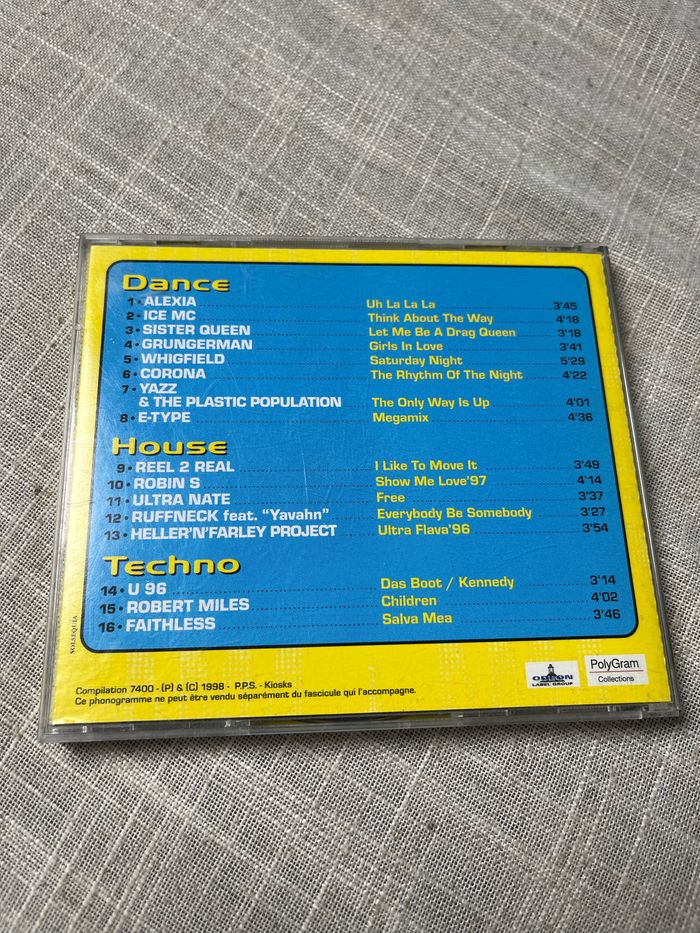 Dance
1 • ALEXIA Uh La La La 3'45
2 • ICE MC Think About The Way 4'18
3 • SISTER QUEEN Let Me Be A Drag Queen 3'18
4 • GRUNGERMAN Girls In Love 3'41
5 • WHIGFIELD Saturday Night 5'29
6 • CORONA The Rhythm Of The Night 4'22
7 • YAZZ
& THE PLASTIC POPULATION The Only Way Is Up 4'01
8 • E-TYPE Megamix 4'36
House
9 • REEL 2 REAL I Like To Move It 3'49
10 • ROBIN S Show Me Love'97 4'14
11 • ULTRA NATE Free 3'37
12 • RUFFNECK feat. "Yavahn" Everybody Be Somebody 3'27
13 • HELLER'N'FARLEY PROJECT Ultra Flava'96 3'54
Techno
14 • U 96 Das Boot / Kennedy 3'14
15 • ROBERT MILES Children 4'02
16 • FAITHLESS Salva Mea 3'46
Compilation 7400 - (P) & (C) 1998 - P.P.S. - Kiosks
Ce phonogramme ne peut être vendu séparément du fascicule qui l'accompagne.
ODEON
LABEL GROUP
PolyGram
Collections